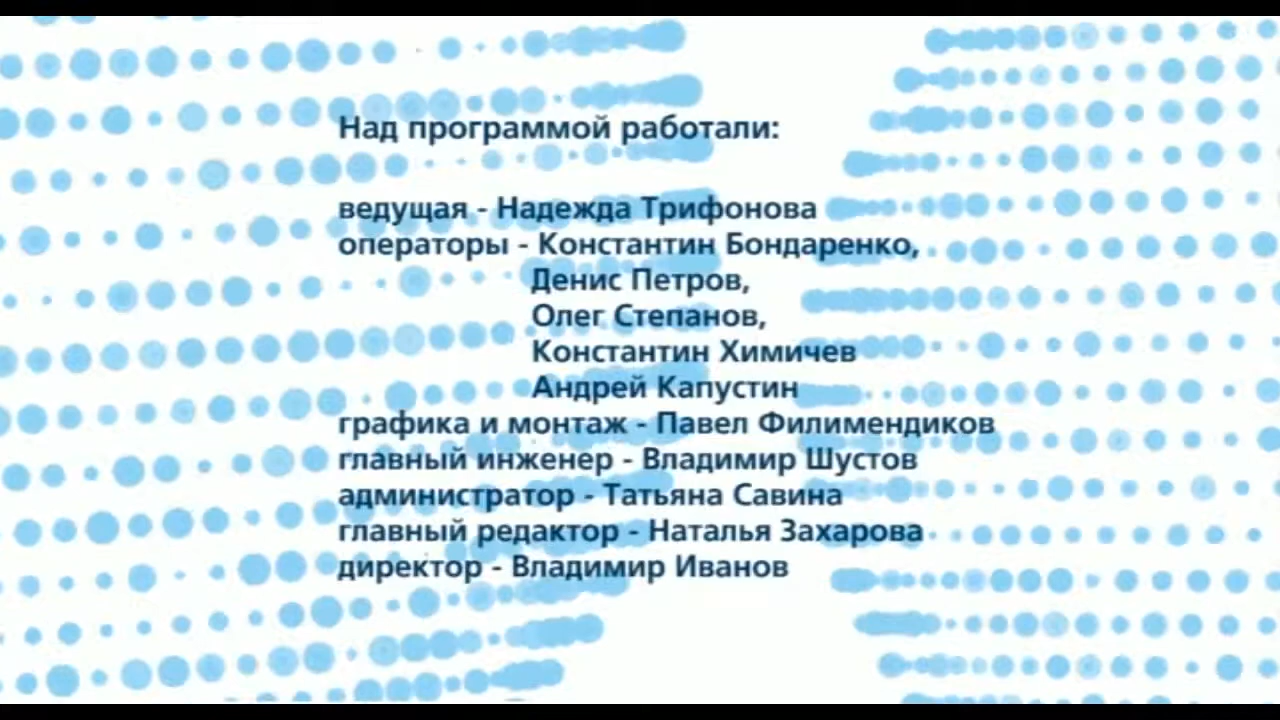 Над программой работали:
ведущая - Надежда Трифонова
операторы - Константин Бондаренко,
Денис Петров,
Олег Степанов,
Константин Химичев
Андрей Капустин
графика и монтаж - Павел Филимендиков
главный инженер - Владимир Шустов
администратор - Татьяна Савина
главный редактор - Наталья Захарова
директор - Владимир Иванов